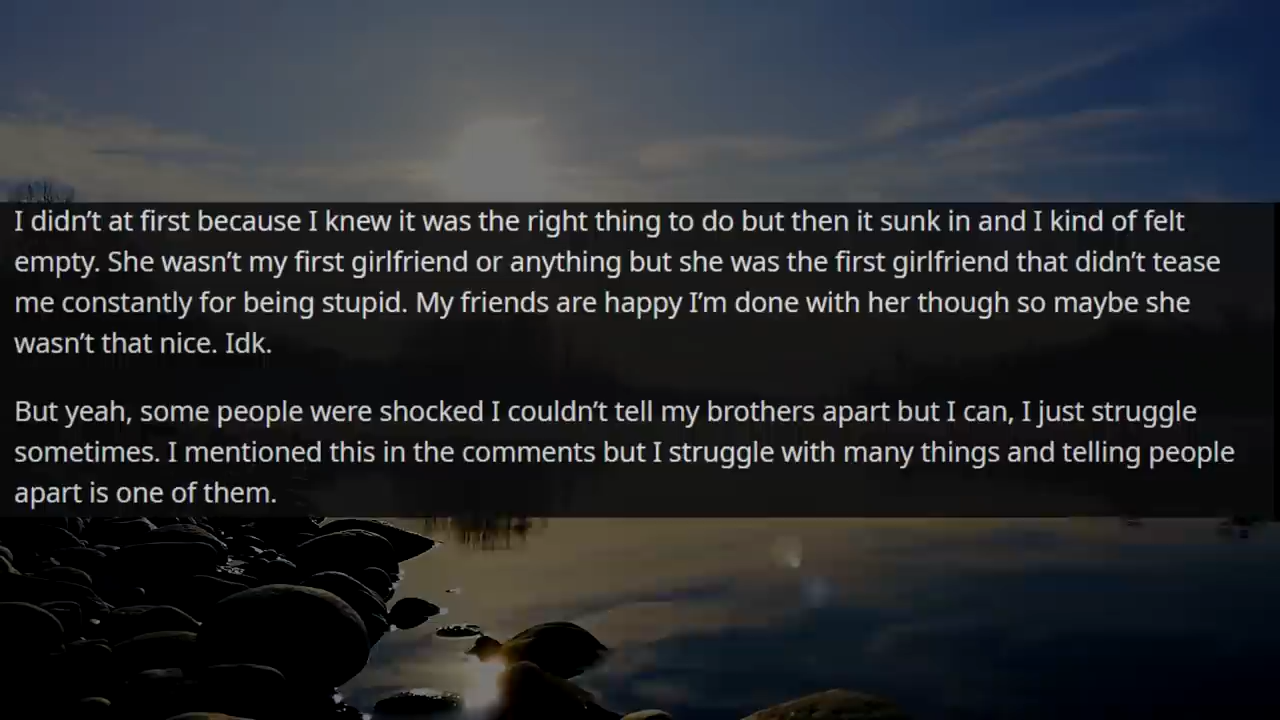 I didn’t at first because I knew it was the right thing to do but then it sunk in and I kind of felt
empty. She wasn’t my first girlfriend or anything but she was the first girlfriend that didn’t tease
me constantly for being stupid. My friends are happy I’m done with her though so maybe she
wasn’t that nice. Idk.
But yeah, some people were shocked I couldn’t tell my brothers apart but I can, I just struggle
sometimes. I mentioned this in the comments but I struggle with many things and telling people
apart is one of them.